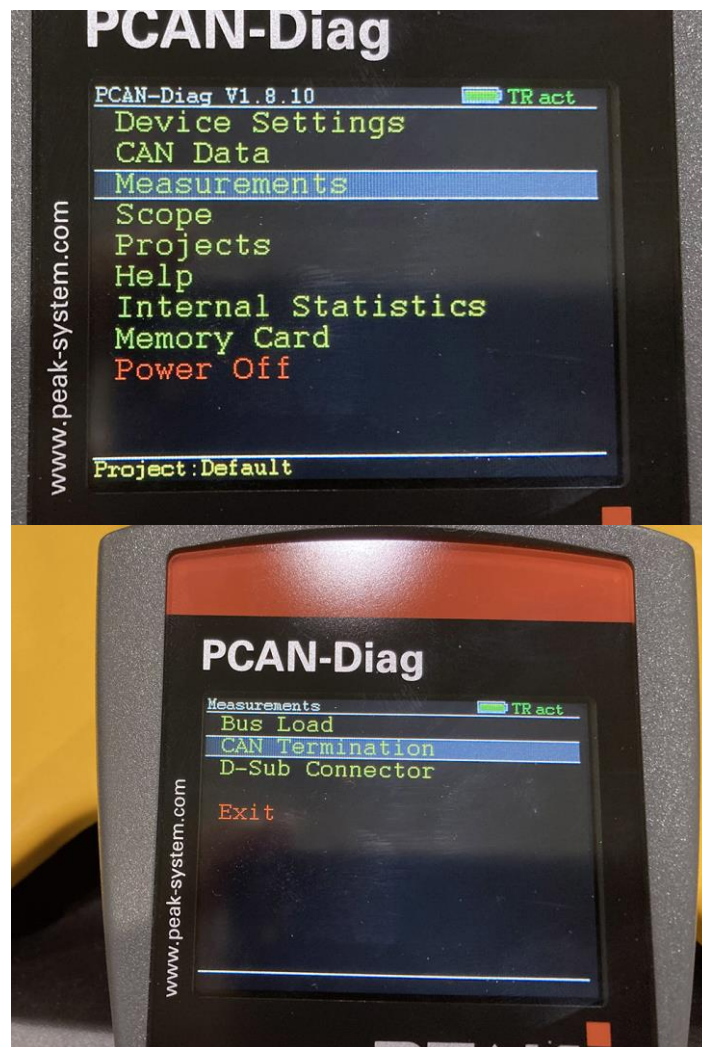 PCAN-Diag
PCAN-Diag V1.8.10 TR act
Device Settings
CAN Data
Measurements
Scope
Projects
Help
Internal Statistics
Memory Card
Power Off
Project:Default
www.peak-system.com
PCAN-Diag
Measurements TR act
Bus Load
CAN Termination
D-Sub Connector
Exit
www.peak-system.com